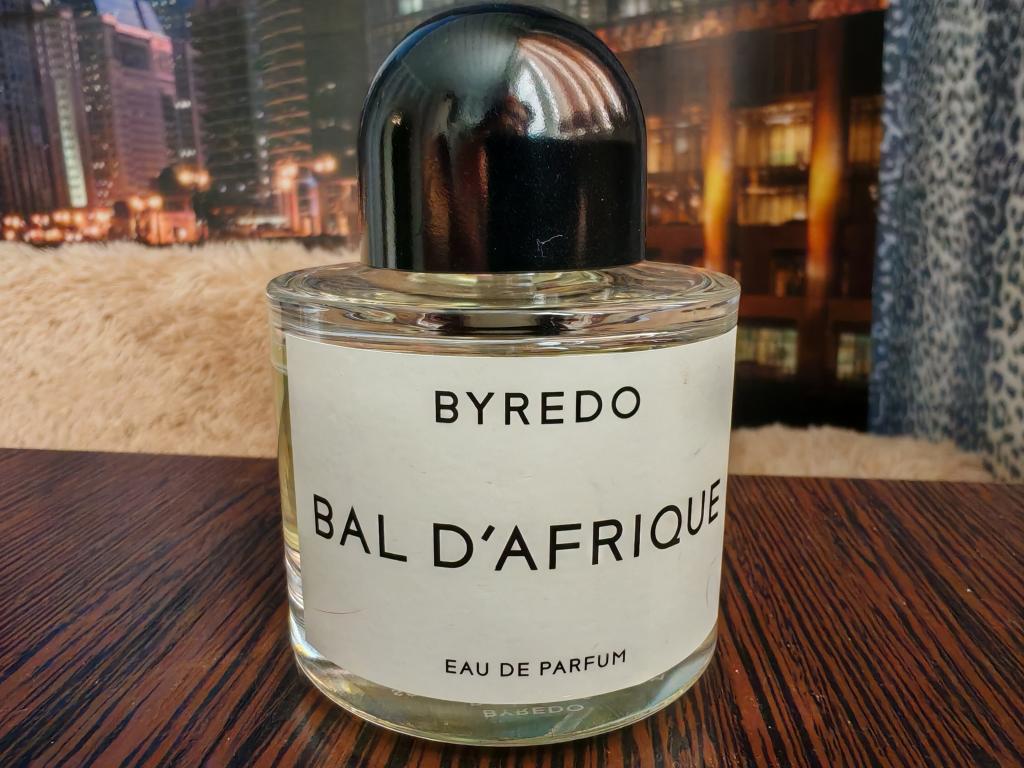 BYREDO
BAL D'AFRIQUE
EAU DE PARFUM
BYREDO